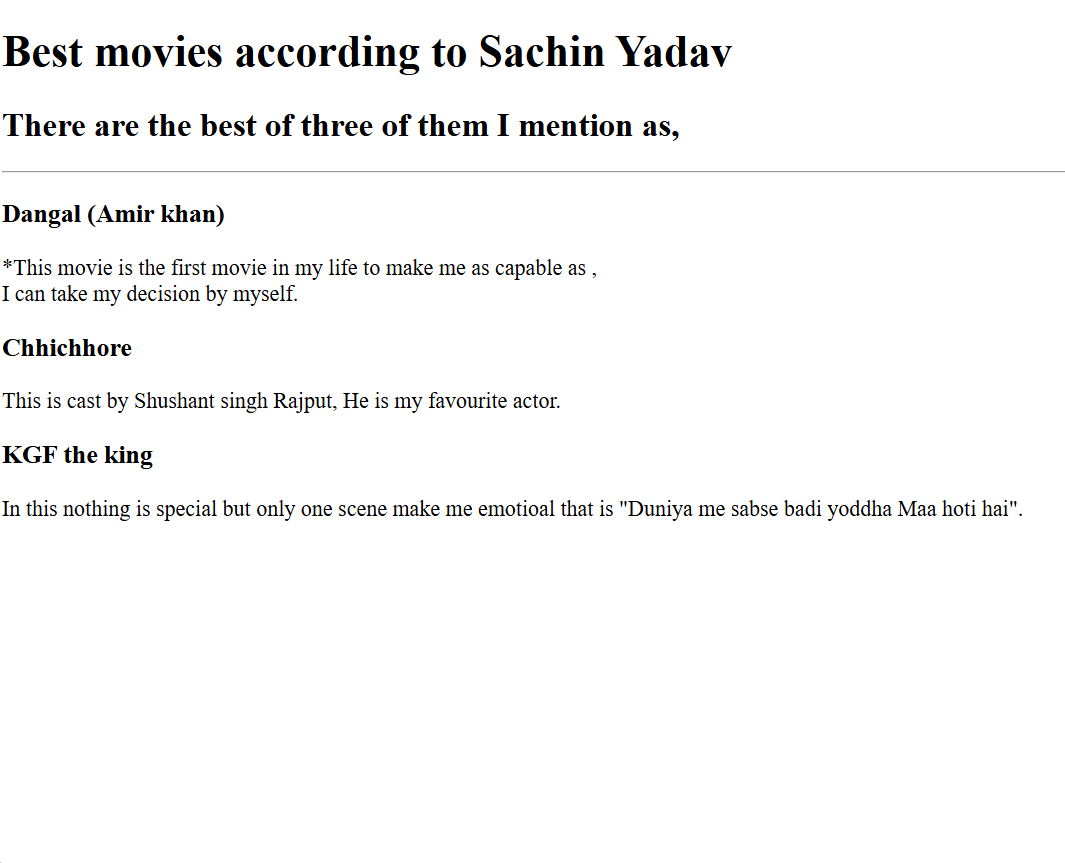 Best movies according to Sachin Yadav
There are the best of three of them I mention as,
Dangal (Amir khan)
*This movie is the first movie in my life to make me as capable as ,
I can take my decision by myself.
Chhichhore
This is cast by Shushant singh Rajput, He is my favourite actor.
KGF the king
In this nothing is special but only one scene make me emotioal that is "Duniya me sabse badi yoddha Maa hoti hai".